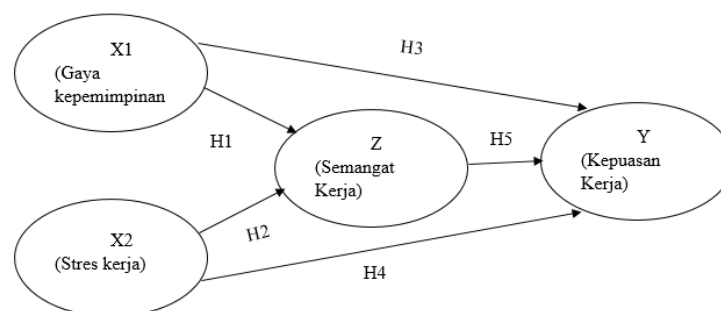 X1
(Gaya
kepemimpinan
H3
H1
Z
(Semangat
Kerja)
H5
Y
(Kepuasan
Kerja)
X2
(Stres kerja)
H2
H4